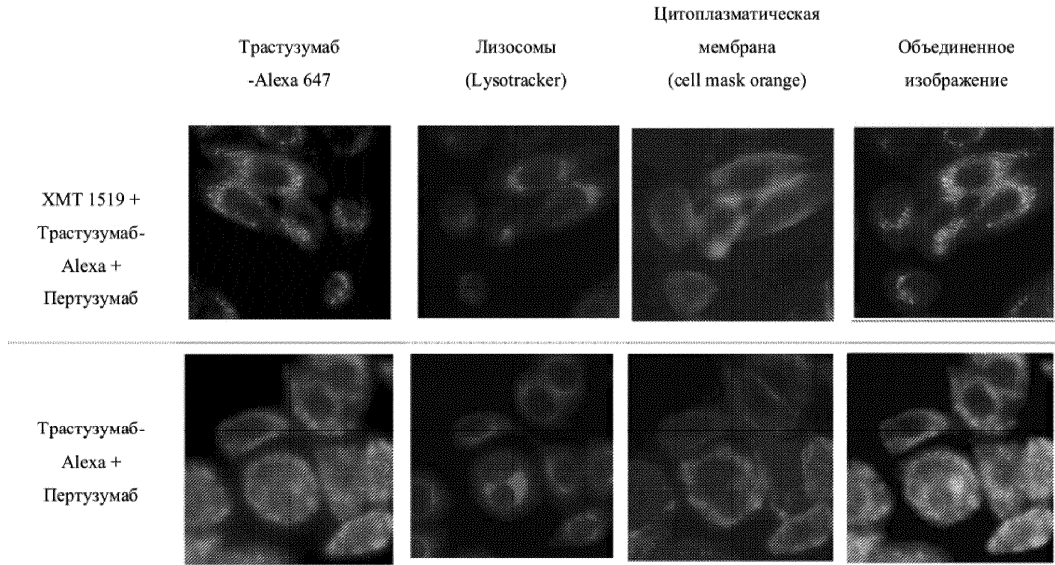 Трастузумаб
-Alexa 647
Лизосомы
(Lysotracker)
Цитоплазматическая
мембрана
(cell mask orange)
Объединенное
изображение
XMT 1519 +
Трастузумаб-
Alexa +
Пертузумаб
Трастузумаб-
Alexa +
Пертузумаб